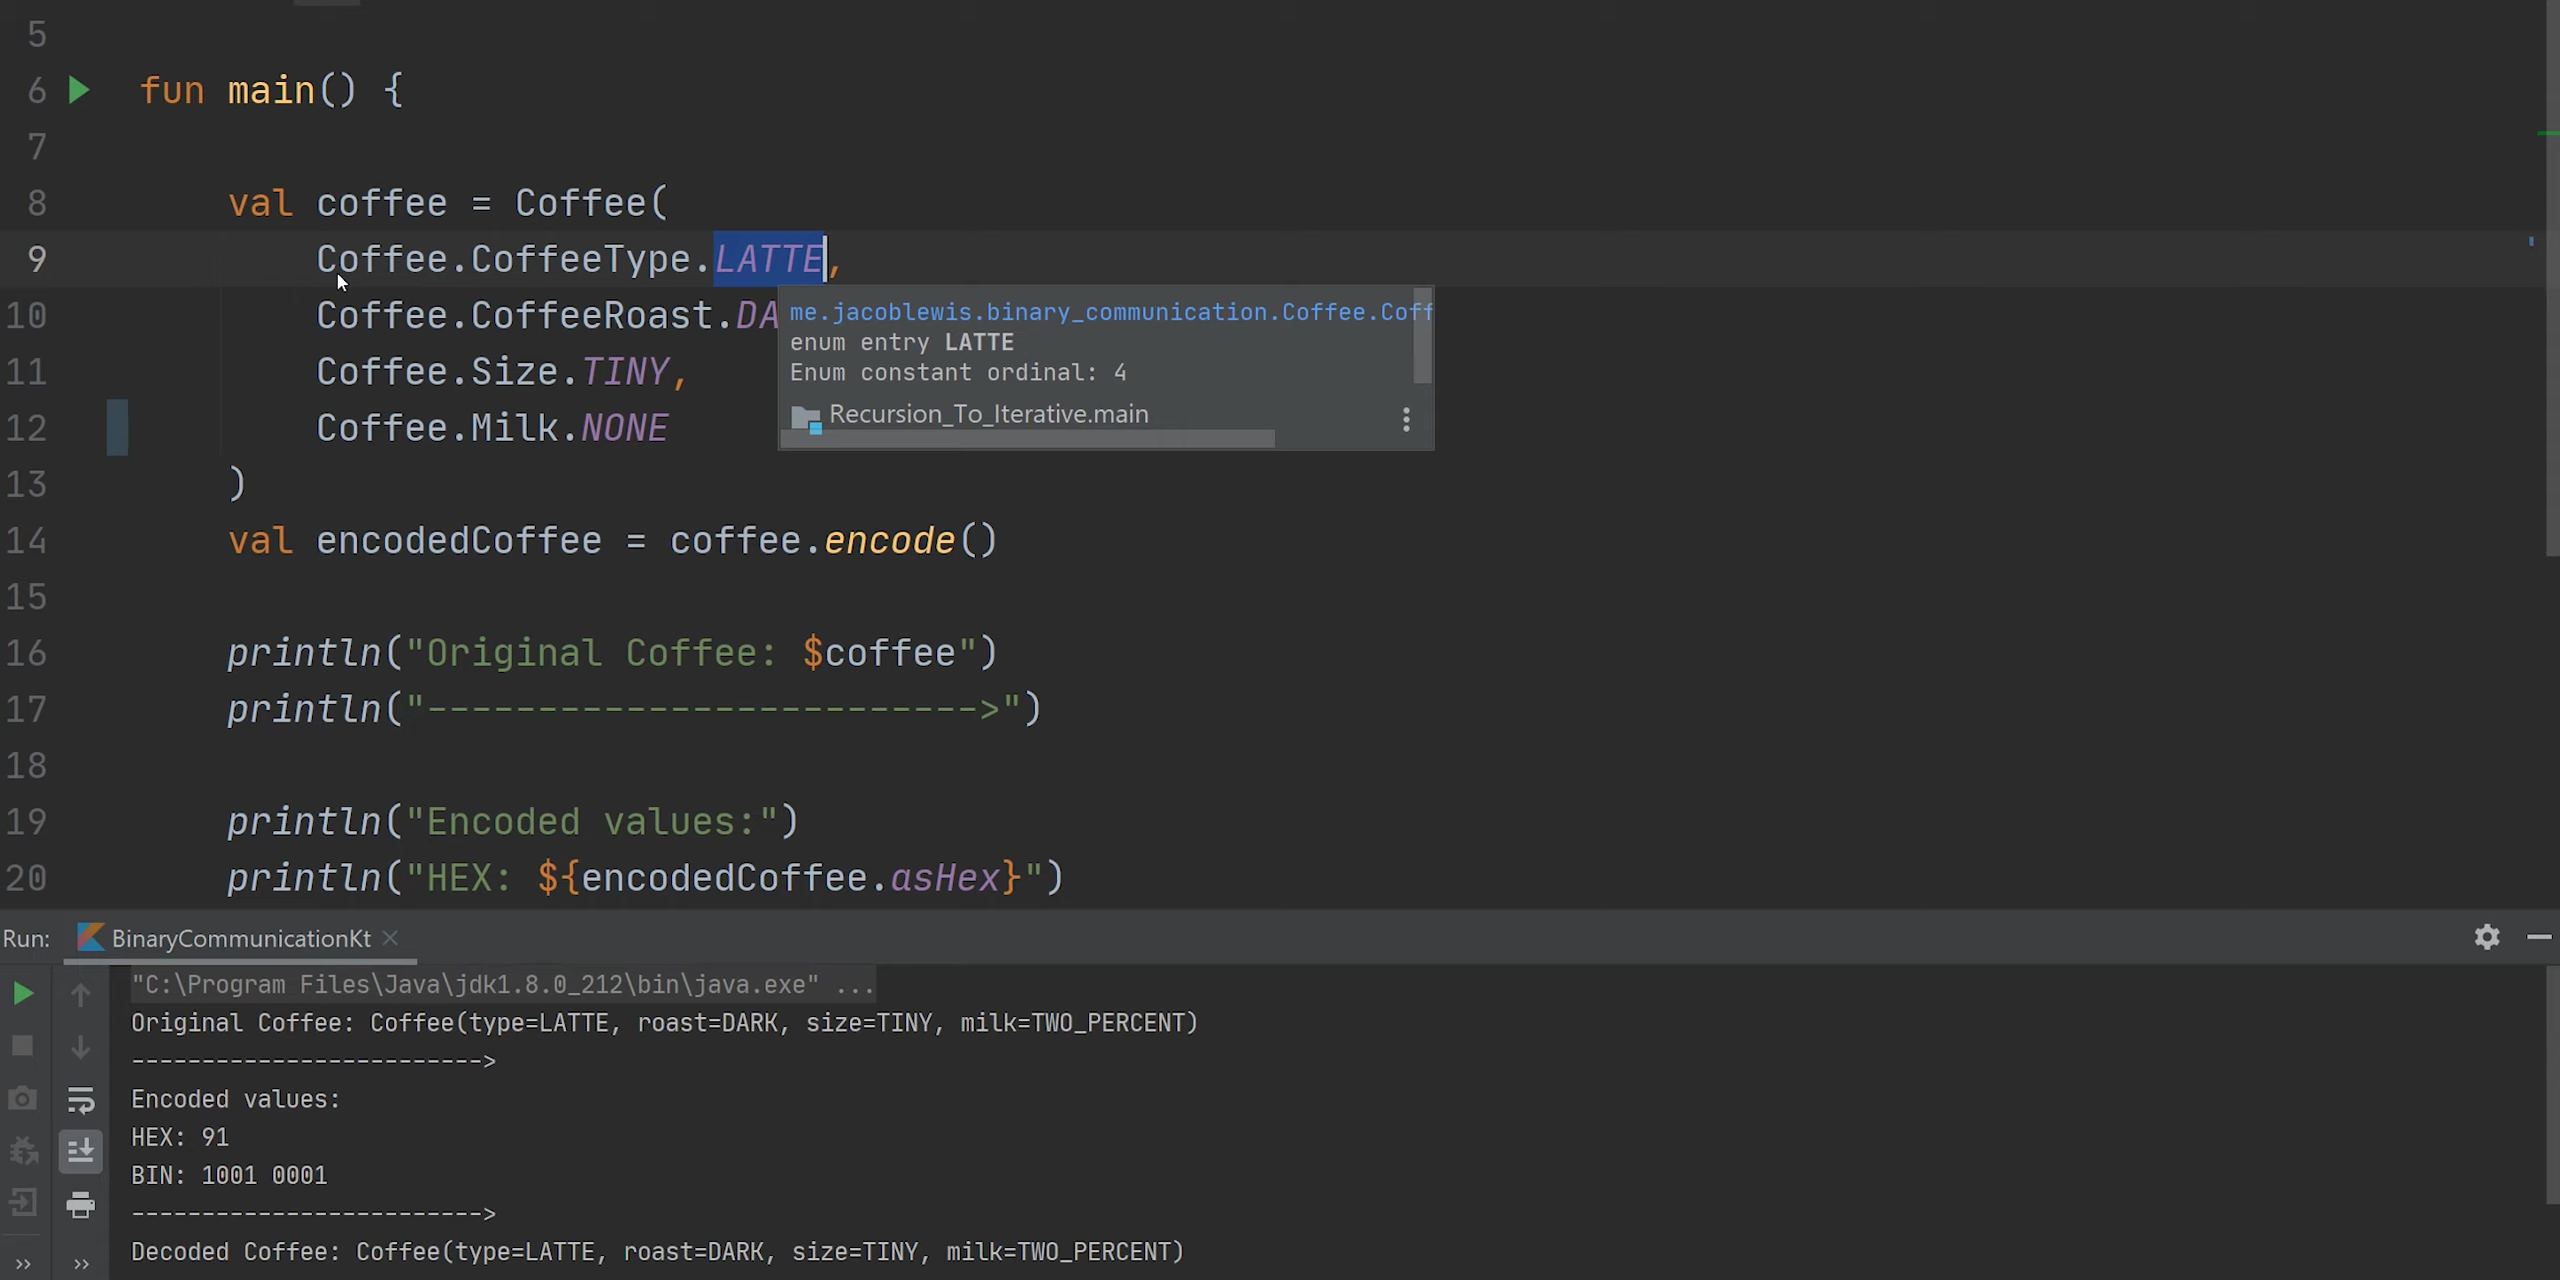 5
6 fun main() {
7
8 val coffee = Coffee(
9 Coffee.CoffeeType.LATTE,
10 Coffee.CoffeeRoast.DA
me.jacoblewis.binary_communication.Coffee.Coff
enum entry LATTE
Enum constant ordinal: 4
Recursion_To_Iterative.main
11 Coffee.Size.TINY,
12 Coffee.Milk.NONE
13 )
14 val encodedCoffee = coffee.encode()
15
16 println("Original Coffee: $coffee")
17 println("------------------------->")
18
19 println("Encoded values:")
20 println("HEX: ${encodedCoffee.asHex}")
Run: BinaryCommunicationKt
"C:\Program Files\Java\jdk1.8.0_212\bin\java.exe" ...
Original Coffee: Coffee(type=LATTE, roast=DARK, size=TINY, milk=TWO_PERCENT)
------------------------->
Encoded values:
HEX: 91
BIN: 1001 0001
------------------------->
Decoded Coffee: Coffee(type=LATTE, roast=DARK, size=TINY, milk=TWO_PERCENT)